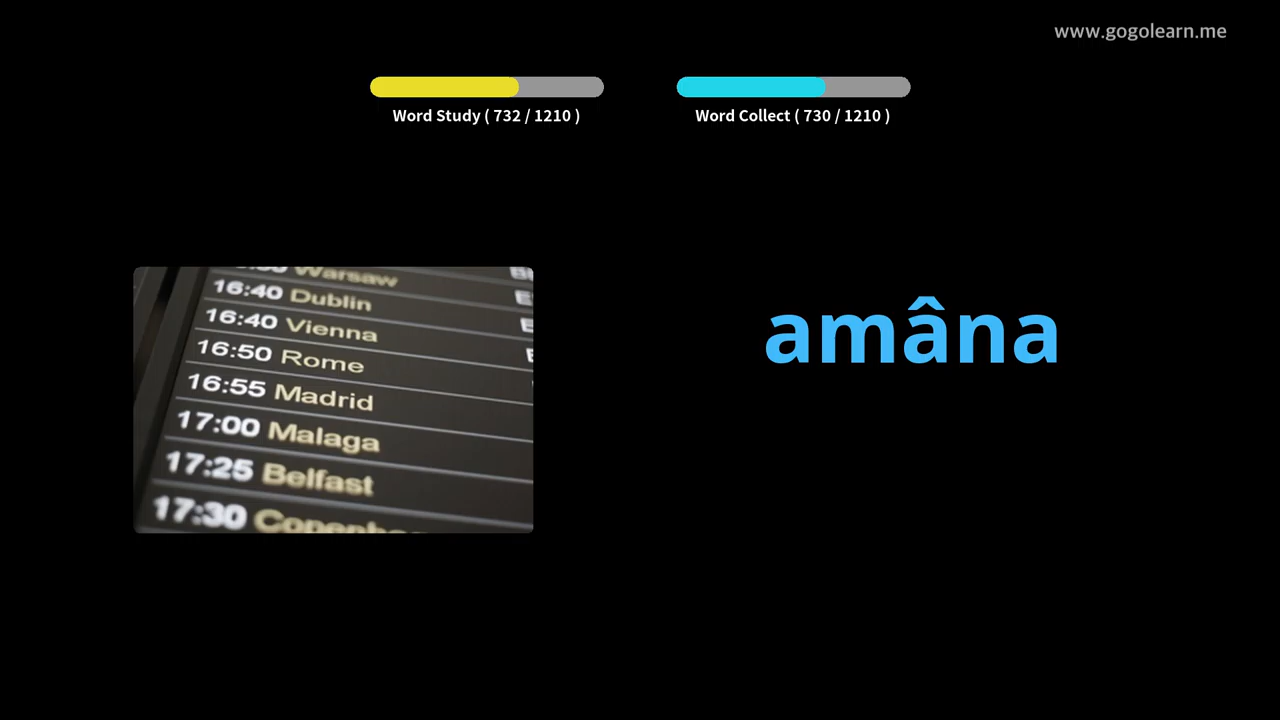 www.gogolearn.me
Word Study ( 732 / 1210 )
Word Collect ( 730 / 1210 )
Warsaw
16:40 Dublin
16:40 Vienna
16:50 Rome
16:55 Madrid
17:00 Malaga
17:25 Belfast
17:30
amâna